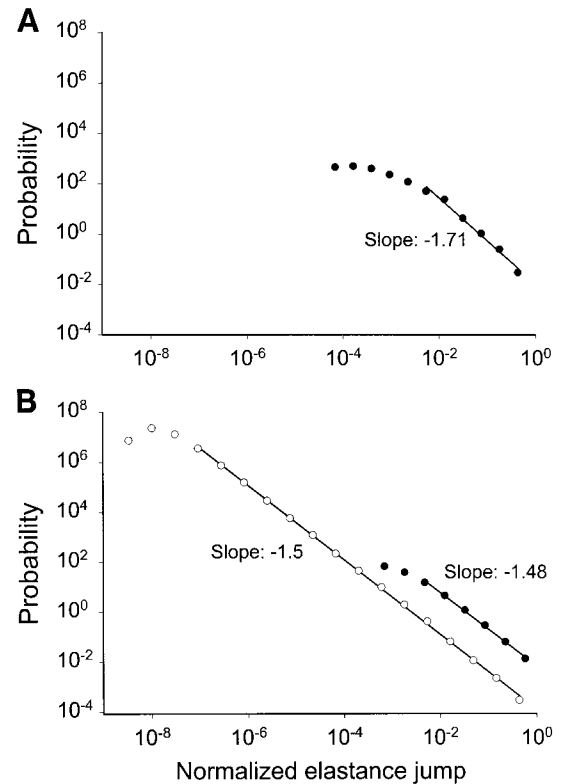 A
10^8
10^6
10^4
10^2
10^0
10^-2
10^-4
Probability
Slope: -1.71
10^-8 10^-6 10^-4 10^-2 10^0
B
10^8
10^6
10^4
10^2
10^0
10^-2
10^-4
Probability
Slope: -1.5
Slope: -1.48
10^-8 10^-6 10^-4 10^-2 10^0
Normalized elastance jump